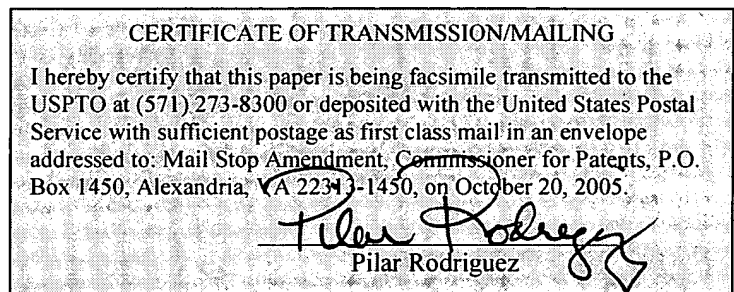 CERTIFICATE OF TRANSMISSION/MAILING
I hereby certify that this paper is being facsimile transmitted to the
USPTO at (571) 273-8300 or deposited with the United States Postal
Service with sufficient postage as first class mail in an envelope
addressed to: Mail Stop Amendment, Commissioner for Patents, P.O.
Box 1450, Alexandria, VA 22313-1450, on October 20, 2005.
Pilar Rodriguez
Pilar Rodriguez